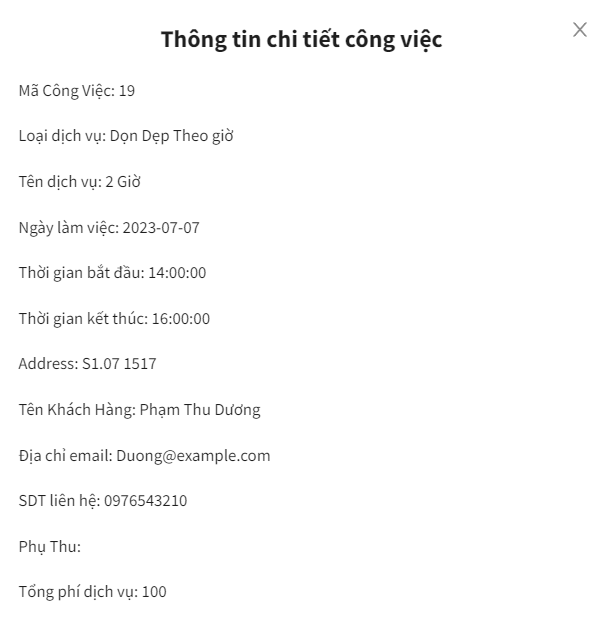 Thông tin chi tiết công việc
Mã Công Việc: 19
Loại dịch vụ: Dọn Dẹp Theo giờ
Tên dịch vụ: 2 Giờ
Ngày làm việc: 2023-07-07
Thời gian bắt đầu: 14:00:00
Thời gian kết thúc: 16:00:00
Address: S1.07 1517
Tên Khách Hàng: Phạm Thu Dương
Địa chỉ email: Duong@example.com
SDT liên hệ: 0976543210
Phụ Thu:
Tổng phí dịch vụ: 100